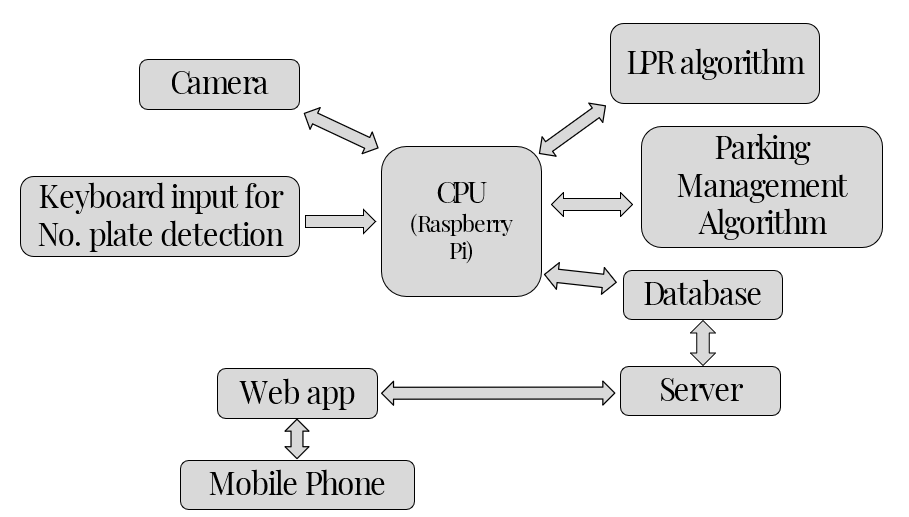 Camera
LPR algorithm
Keyboard input for
No. plate detection
CPU
(Raspberry
Pi)
Parking
Management
Algorithm
Database
Server
Web app
Mobile Phone